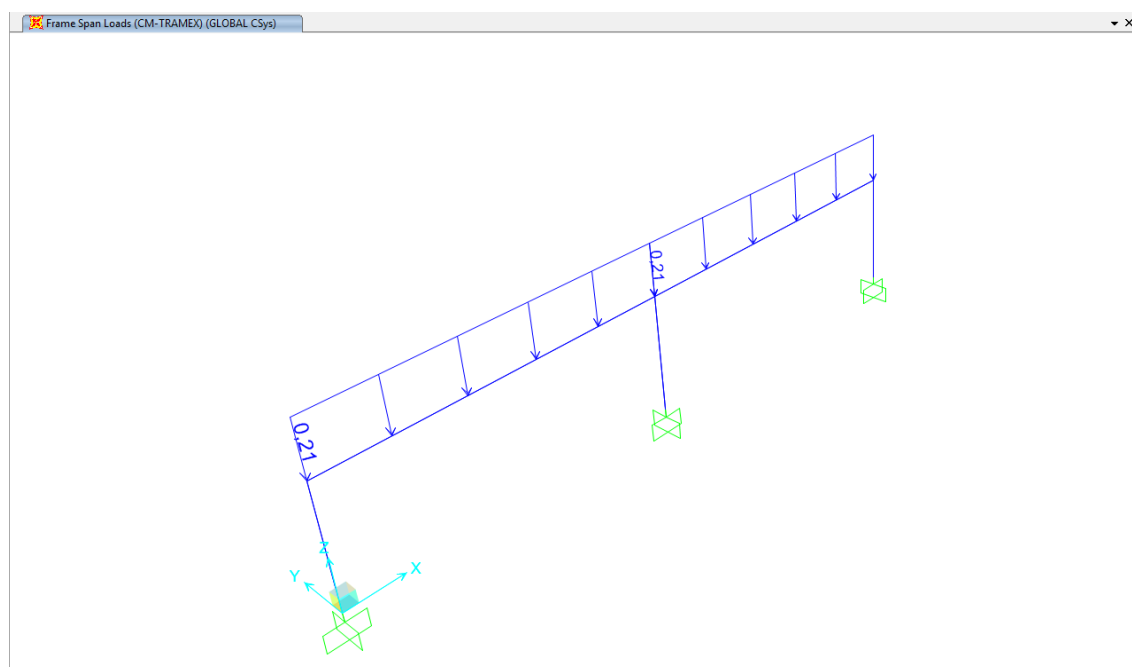 Frame Span Loads (CM-TRAMEX) (GLOBAL CSys)
0,21
0,21
Z
Y
X